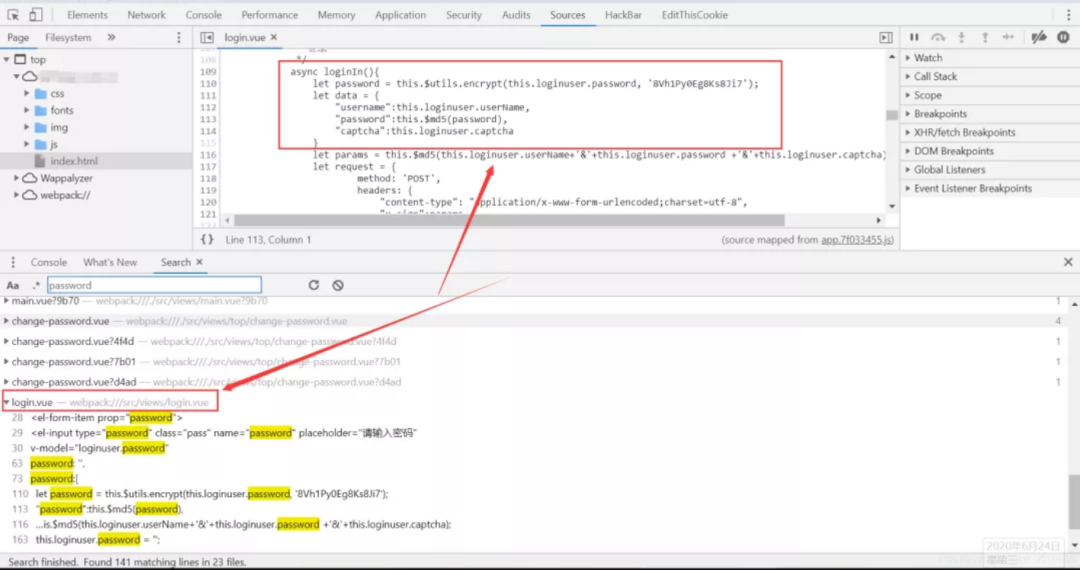 Elements Network Console Performance Memory Application Security Audits Sources HackBar EditThisCookie
Page Filesystem » login.vue ×
top
css
fonts
img
js
index.html
Wappalyzer
webpack://
108 */
109 async loginIn(){
110 let password = this.$utils.encrypt(this.loginuser.password, '8Vh1Py0Eg8Ks8Ji7');
111 let data = {
112 "username":this.loginuser.userName,
113 "password":this.$md5(password),
114 "captcha":this.loginuser.captcha
115 }
116 let params = this.$md5(this.loginuser.userName+'&'+this.loginuser.password +'&'+this.loginuser.captcha)
117 let request = {
118 method: 'POST',
119 headers: {
120 "content-type": "application/x-www-form-urlencoded;charset=utf-8",
121
{} Line 113, Column 1 (source mapped from app.7f033455.js)
Watch
Call Stack
Scope
Breakpoints
XHR/fetch Breakpoints
DOM Breakpoints
Global Listeners
Event Listener Breakpoints
Console What's New Search ×
Aa .* password
main.vue?9b70 — webpack:///./src/views/main.vue?9b70 1
change-password.vue — webpack:///./src/views/top/change-password.vue 4
change-password.vue?4f4d — webpack:///./src/views/top/change-password.vue?4f4d 1
change-password.vue?7b01 — webpack:///./src/views/top/change-password.vue?7b01 1
change-password.vue?d4ad — webpack:///./src/views/top/change-password.vue?d4ad 1
login.vue — webpack:///src/views/login.vue
28 <el-form-item prop="password">
29 <el-input type="password" class="pass" name="password" placeholder="请输入密码"
30 v-model="loginuser.password"
63 password: '',
73 password:[
110 let password = this.$utils.encrypt(this.loginuser.password, '8Vh1Py0Eg8Ks8Ji7');
113 "password":this.$md5(password),
116 ...is.$md5(this.loginuser.userName+'&'+this.loginuser.password +'&'+this.loginuser.captcha);
163 this.loginuser.password = '';
Search finished. Found 141 matching lines in 23 files.
2020年6月24日
星期三